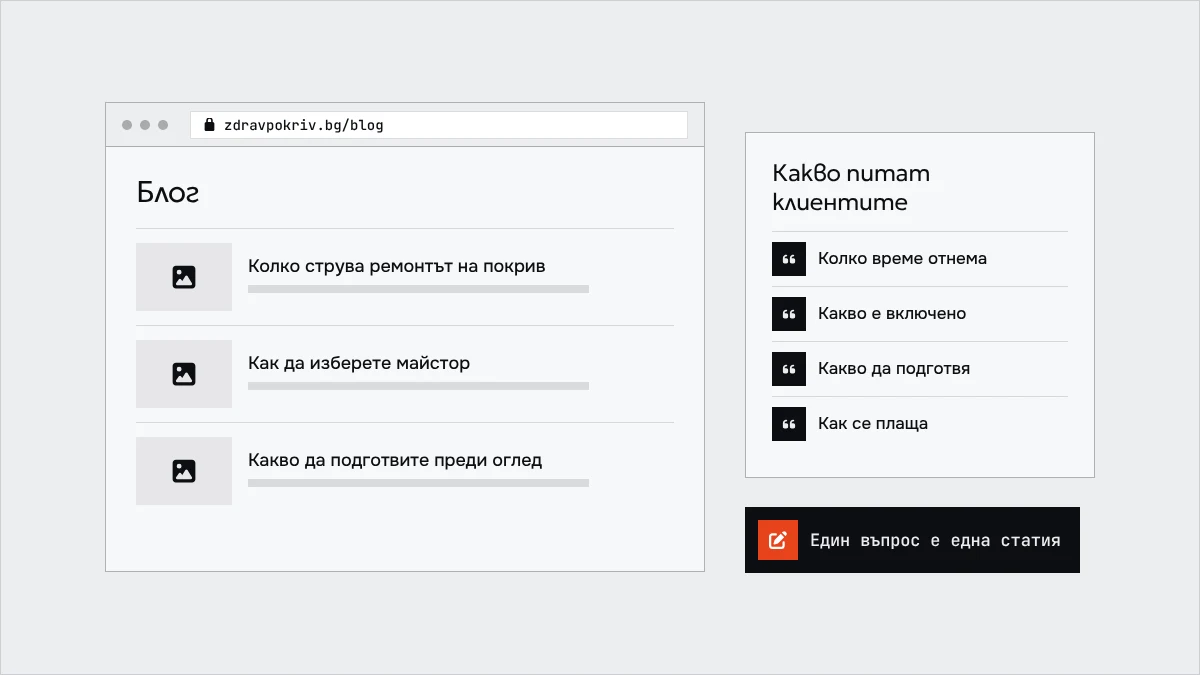 zdravpokriv.bg/blog
Блог
Колко струва ремонтът на покрив
Как да изберете майстор
Какво да подготвите преди оглед
Какво питат
клиентите
Колко време отнема
Какво е включено
Какво да подготвя
Как се плаща
Един въпрос е една статия